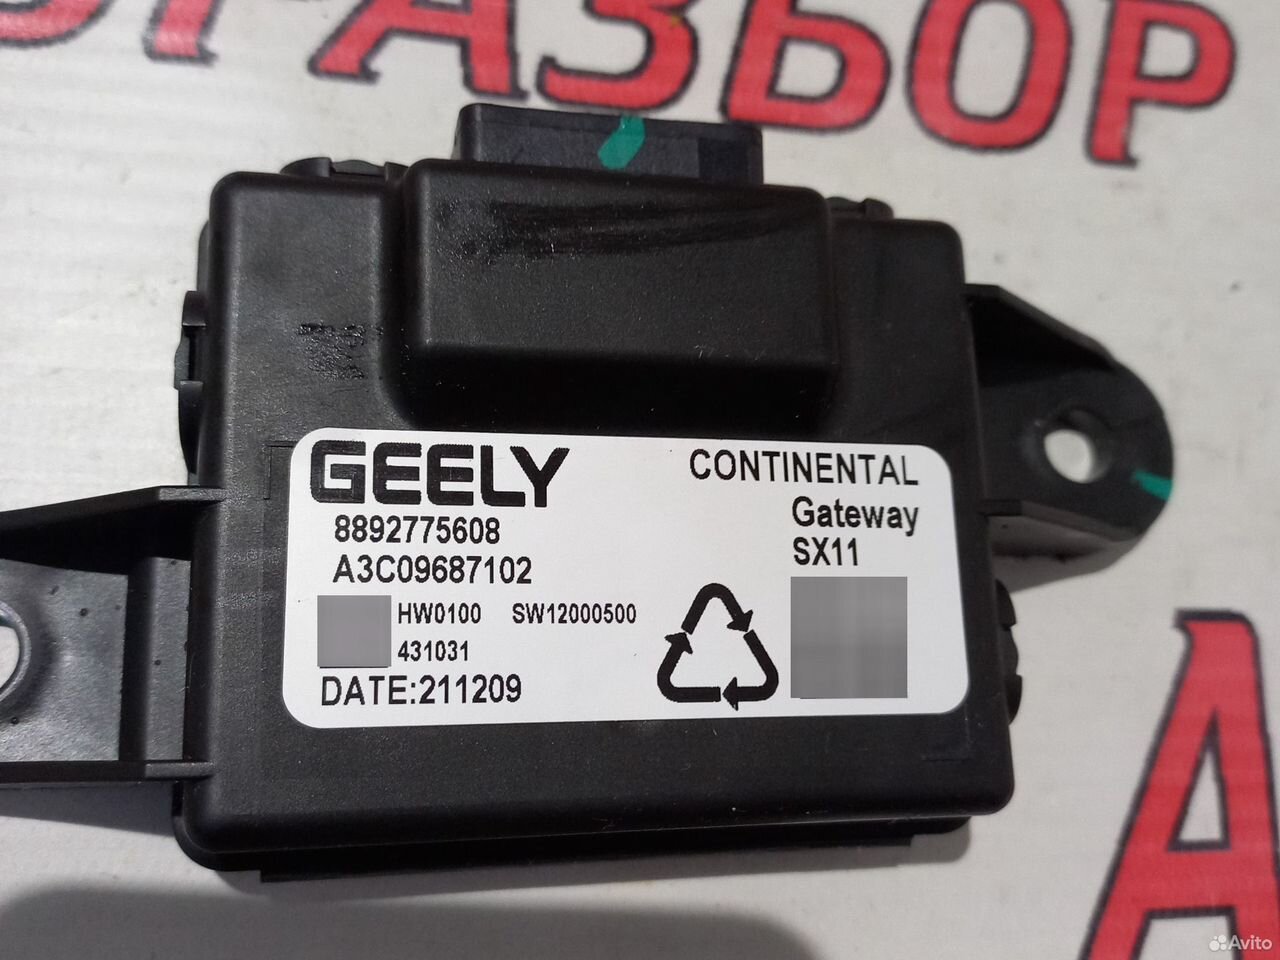 РАЗБОР
GEELY
8892775608
A3C09687102
HW0100 SW12000500
431031
DATE:211209
CONTINENTAL
Gateway
SX11
А
Avito